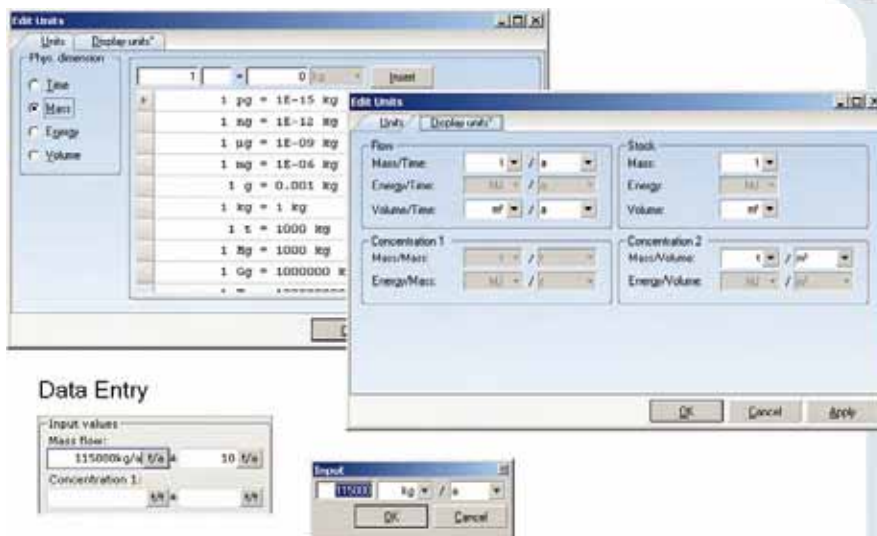 Edit Units
Units Display units*
Phys. dimension
Time
Mass
Energy
Volume
1 = 0 kg Insert
1 pg = 1E-15 kg
1 ng = 1E-12 kg
1 µg = 1E-09 kg
1 mg = 1E-06 kg
1 g = 0.001 kg
1 kg = 1 kg
1 t = 1000 kg
1 Mg = 1000 kg
1 Gg = 1000000
Edit Units
Units Display units*
Flow
Mass/Time: t / a
Energy/Time: MJ / a
Volume/Time: m³ / a
Stock
Mass: t
Energy: MJ
Volume: m³
Concentration 1
Mass/Mass: t / t
Energy/Mass: MJ / t
Concentration 2
Mass/Volume: t / m³
Energy/Volume: MJ / m³
OK Cancel Apply
Data Entry
Input values
Mass flow:
115000kg/a t/a ± 10 t/a
Concentration 1:
t/t ± t/t
Input
115000 kg / a
OK Cancel